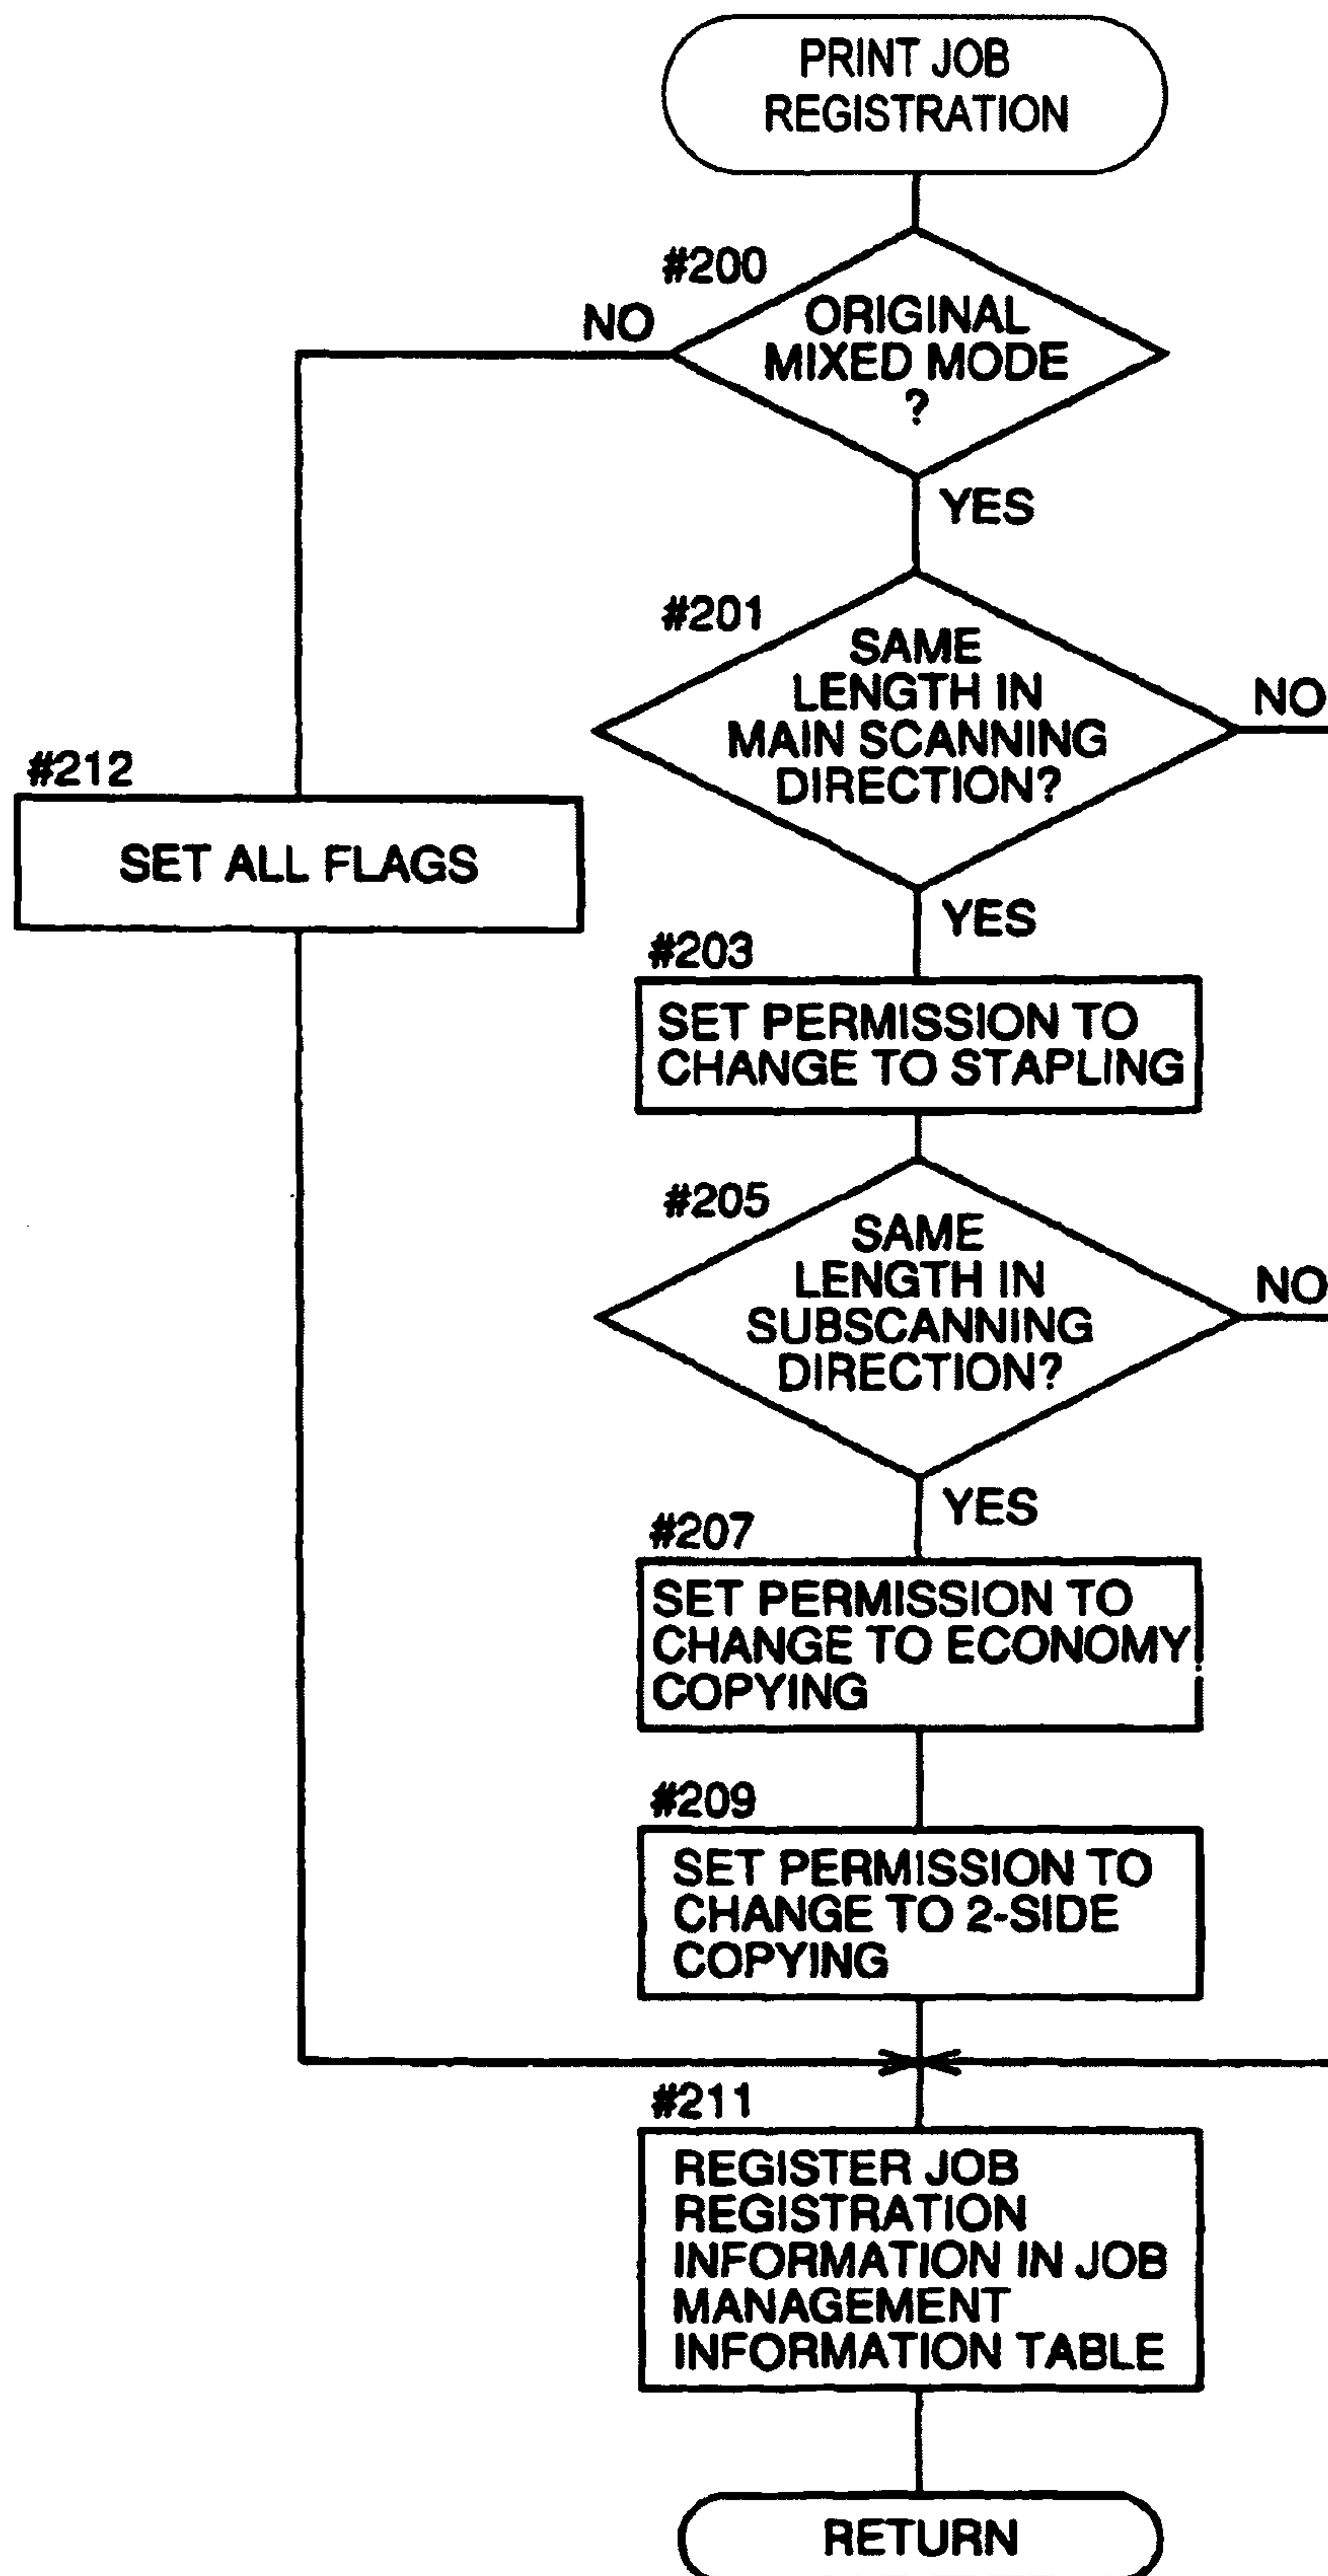 PRINT JOB
REGISTRATION
#200
NO
ORIGINAL
MIXED MODE
?
YES
#201
SAME
LENGTH IN
MAIN SCANNING
DIRECTION?
NO
#212
SET ALL FLAGS
YES
#203
SET PERMISSION TO
CHANGE TO STAPLING
#205
SAME
LENGTH IN
SUBSCANNING
DIRECTION?
NO
YES
#207
SET PERMISSION TO
CHANGE TO ECONOMY
COPYING
#209
SET PERMISSION TO
CHANGE TO 2-SIDE
COPYING
#211
REGISTER JOB
REGISTRATION
INFORMATION IN JOB
MANAGEMENT
INFORMATION TABLE
RETURN